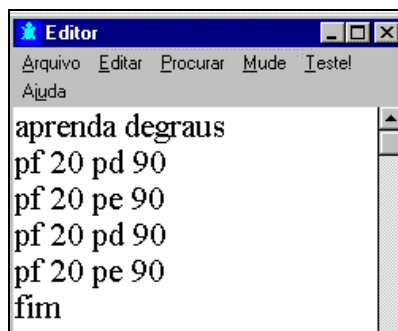 Editor
Arquivo Editar Procurar Mude Teste!
Ajuda
aprenda degraus
pf 20 pd 90
pf 20 pe 90
pf 20 pd 90
pf 20 pe 90
fim